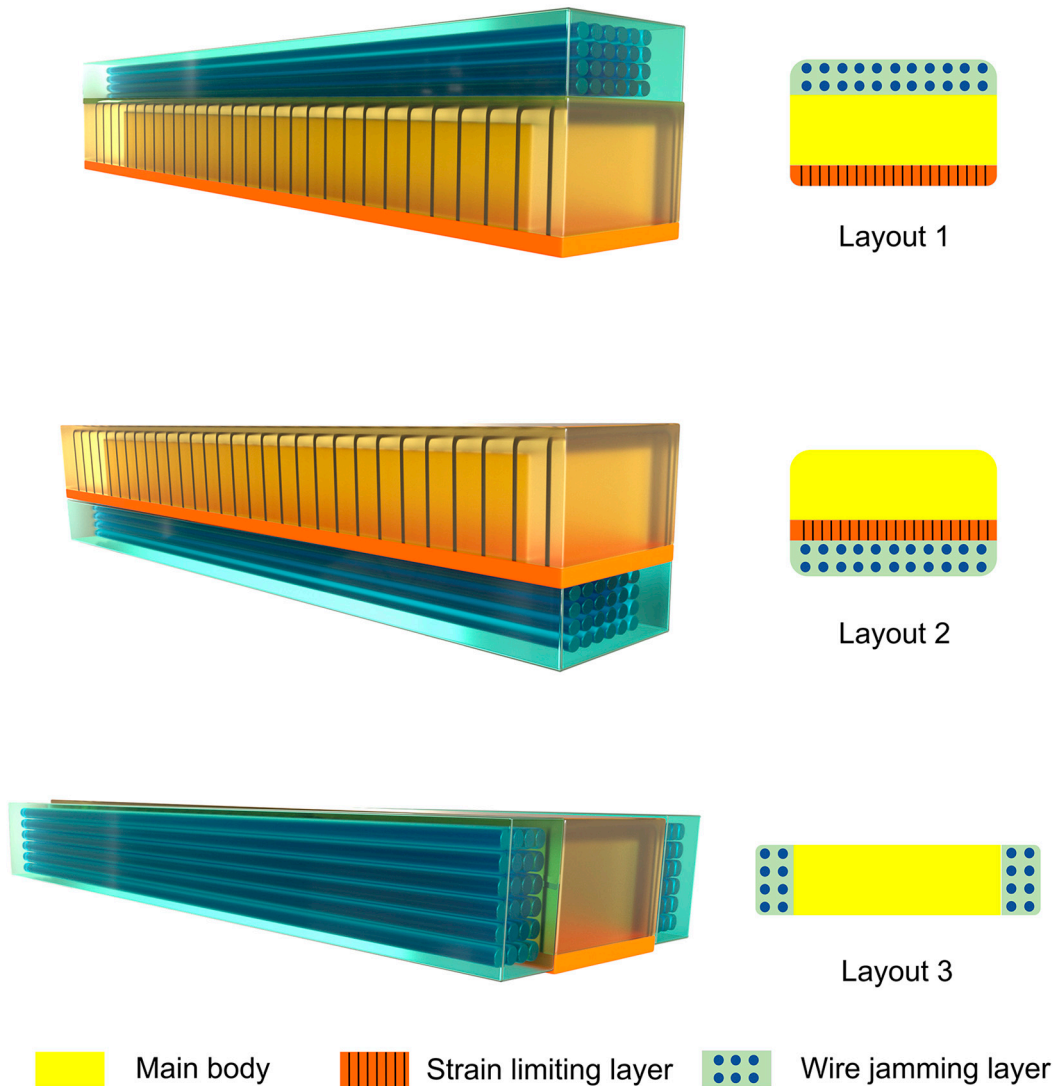 Layout 1
Layout 2
Layout 3
Main body
Strain limiting layer
Wire jamming layer